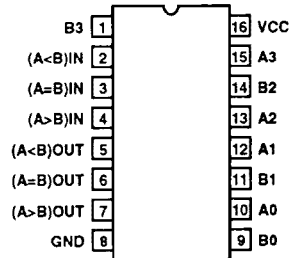 B3 1 16 VCC
(A<B)IN 2 15 A3
(A=B)IN 3 14 B2
(A>B)IN 4 13 A2
(A<B)OUT 5 12 A1
(A=B)OUT 6 11 B1
(A>B)OUT 7 10 A0
GND 8 9 B0